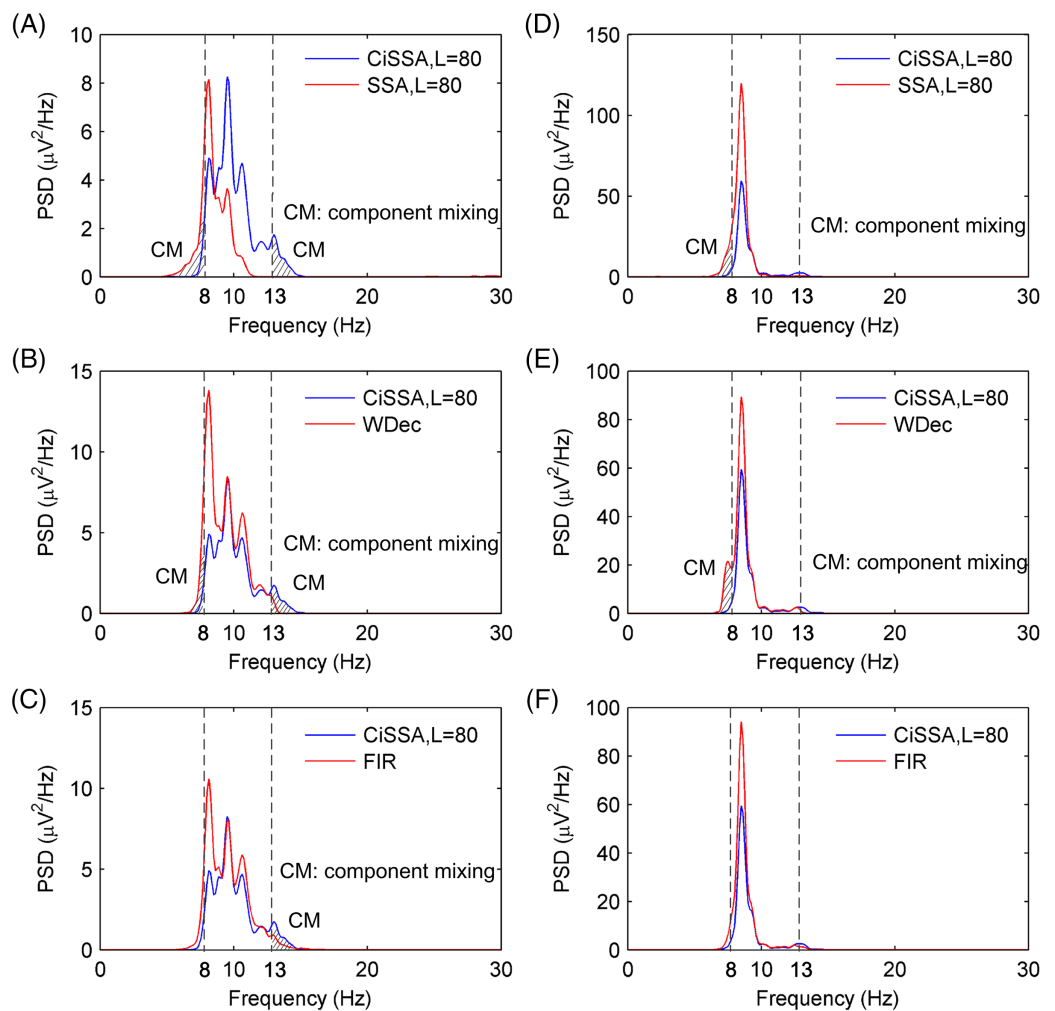 (A)
10
8
6
4
2
0
PSD (μV²/Hz)
CiSSA,L=80
SSA,L=80
CM: component mixing
CM
CM
0 8 10 13 20 30
Frequency (Hz)
(D)
150
100
50
0
PSD (μV²/Hz)
CiSSA,L=80
SSA,L=80
CM: component mixing
CM
0 8 10 13 20 30
Frequency (Hz)
(B)
15
10
5
0
PSD (μV²/Hz)
CiSSA,L=80
WDec
CM: component mixing
CM
CM
0 8 10 13 20 30
Frequency (Hz)
(E)
100
80
60
40
20
0
PSD (μV²/Hz)
CiSSA,L=80
WDec
CM
CM: component mixing
0 8 10 13 20 30
Frequency (Hz)
(C)
15
10
5
0
PSD (μV²/Hz)
CiSSA,L=80
FIR
CM: component mixing
CM
0 8 10 13 20 30
Frequency (Hz)
(F)
100
80
60
40
20
0
PSD (μV²/Hz)
CiSSA,L=80
FIR
0 8 10 13 20 30
Frequency (Hz)